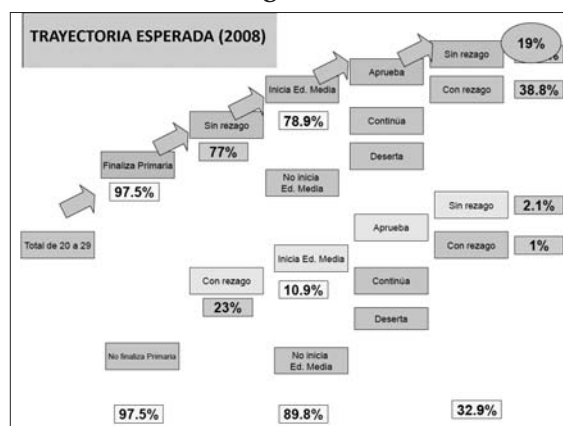 TRAYECTORIA ESPERADA (2008)
19%
Sin rezago
Aprueba
Inicia Ed. Media
Con rezago
38.8%
78.9%
Sin rezago
77%
Continúa
Finaliza Primaria
97.5%
Deserta
No inicia
Ed. Media
Sin rezago
2.1%
Aprueba
Total de 20 a 29
Con rezago
1%
Inicia Ed. Media
10.9%
Con rezago
23%
Continúa
Deserta
No finaliza Primaria
No inicia
Ed. Media
97.5%
89.8%
32.9%